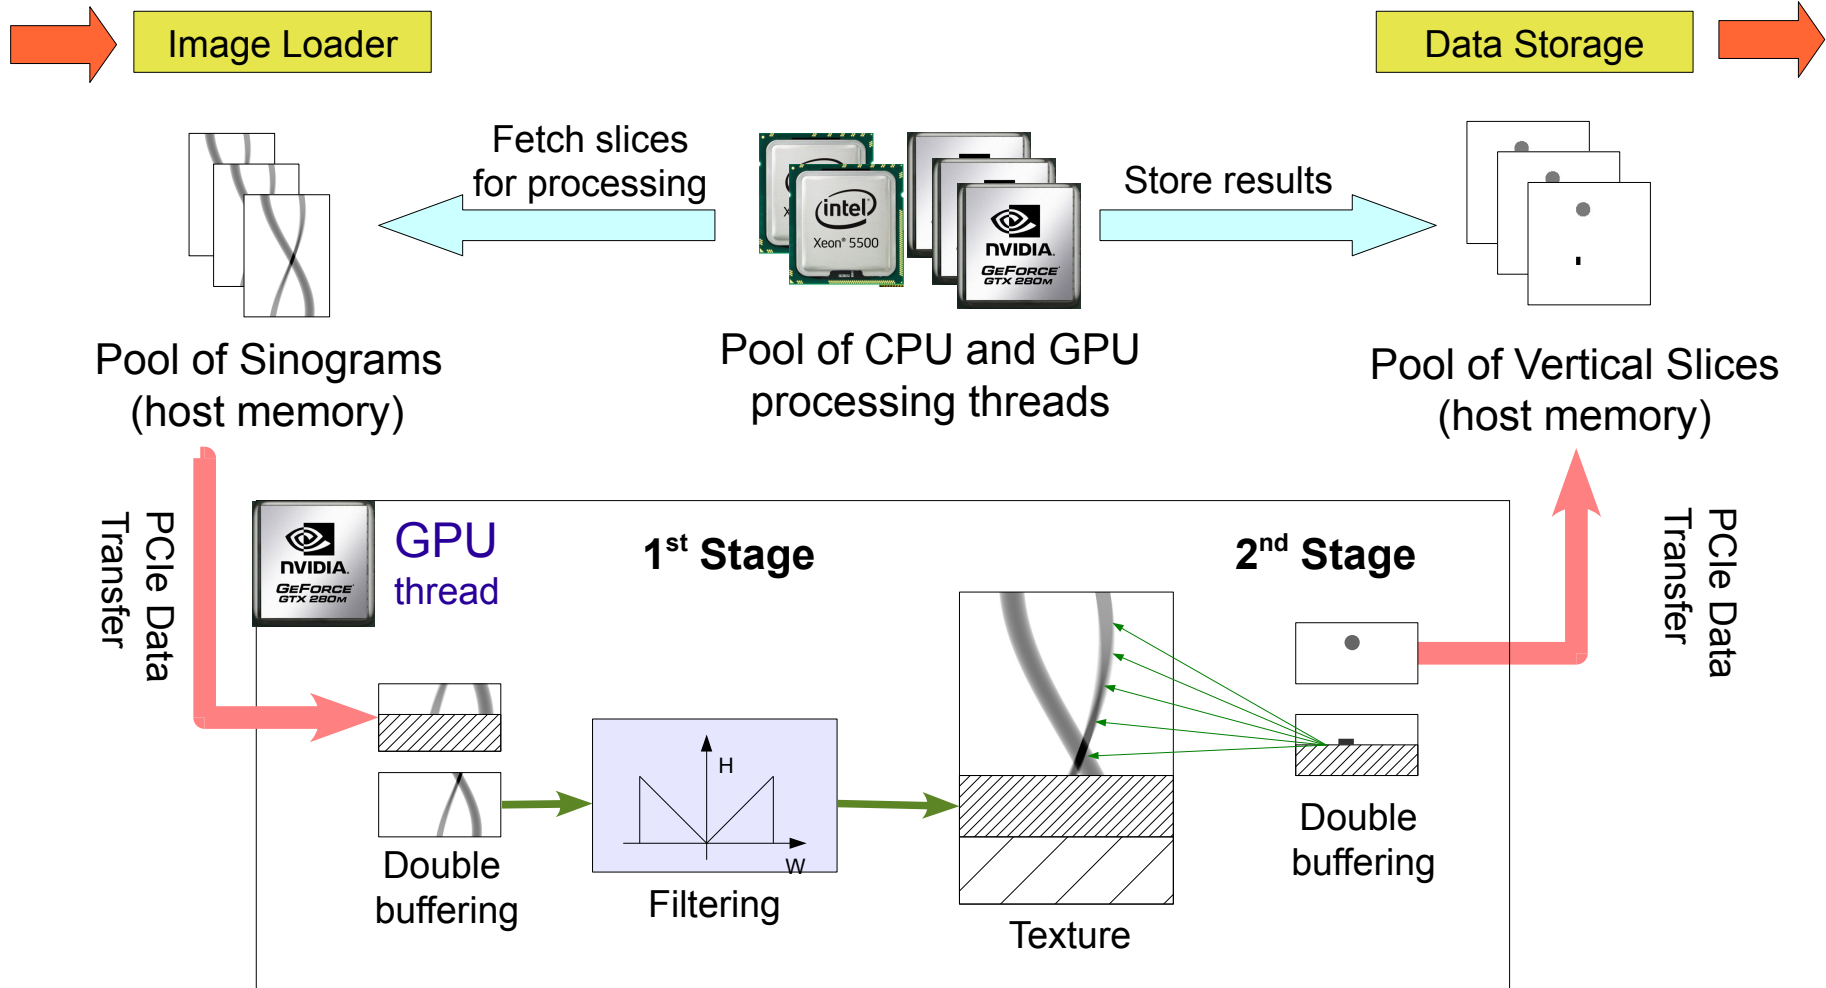 Image Loader
Data Storage
Fetch slices
for processing
Store results
intel
Xeon® 5500
NVIDIA.
GEFORCE
GTX 280M
Pool of Sinograms
(host memory)
Pool of CPU and GPU
processing threads
Pool of Vertical Slices
(host memory)
PCIe Data
Transfer
NVIDIA.
GEFORCE
GTX 280M
GPU
thread
1st Stage
2nd Stage
PCIe Data
Transfer
H
W
Double
buffering
Filtering
Texture
Double
buffering